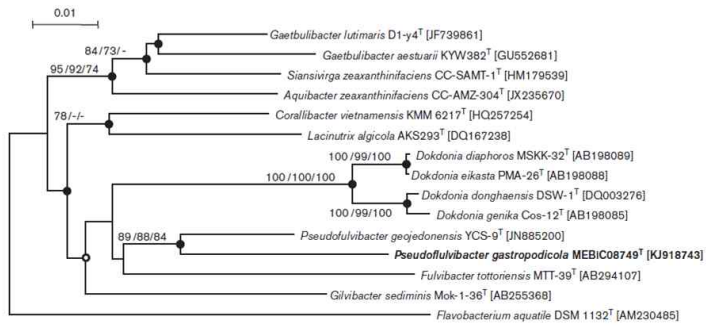 0.01
Gaetbulibacter lutimaris D1-y4T [JF739861]
84/73/-
Gaetbulibacter aestuarii KYW382T [GU552681]
95/92/74
Siansivirga zeaxanthinifaciens CC-SAMT-1T [HM179539]
Aquibacter zeaxanthinifaciens CC-AMZ-304T [JX235670]
78/-/-
Corallibacter vietnamensis KMM 6217T [HQ257254]
Lacinutrix algicola AKS293T [DQ167238]
100/99/100
Dokdonia diaphoros MSKK-32T [AB198089]
100/100/100
Dokdonia eikasta PMA-26T [AB198088]
Dokdonia donghaensis DSW-1T [DQ003276]
100/99/100
Dokdonia genika Cos-12T [AB198085]
89/88/84
Pseudofulvibacter geojedonensis YCS-9T [JN885200]
Pseudoflulvibacter gastropodicola MEBiC08749T [KJ918743]
Fulvibacter tottoriensis MTT-39T [AB294107]
Gilvibacter sediminis Mok-1-36T [AB255368]
Flavobacterium aquatile DSM 1132T [AM230485]